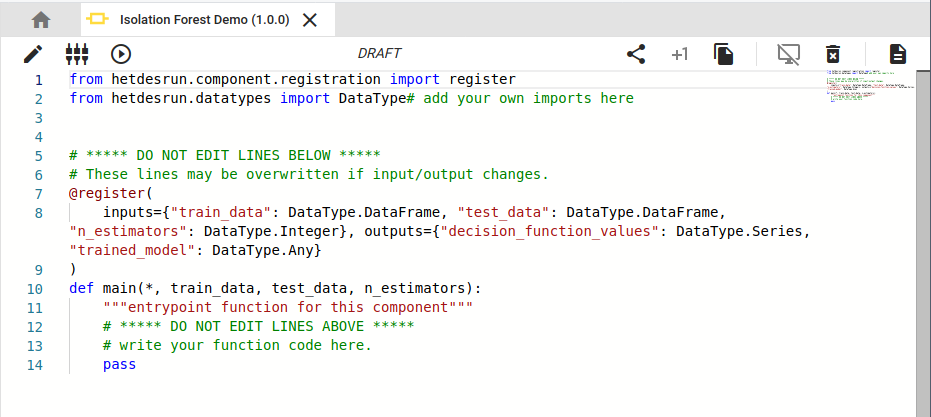 Isolation Forest Demo (1.0.0)
DRAFT
+1
1 from hetdesrun.component.registration import register
2 from hetdesrun.datatypes import DataType# add your own imports here
3
4
5 # ***** DO NOT EDIT LINES BELOW *****
6 # These lines may be overwritten if input/output changes.
7 @register(
8     inputs={"train_data": DataType.DataFrame, "test_data": DataType.DataFrame,
"n_estimators": DataType.Integer}, outputs={"decision_function_values": DataType.Series,
"trained_model": DataType.Any}
9 )
10 def main(*, train_data, test_data, n_estimators):
11     """entrypoint function for this component"""
12     # ***** DO NOT EDIT LINES ABOVE *****
13     # write your function code here.
14     pass